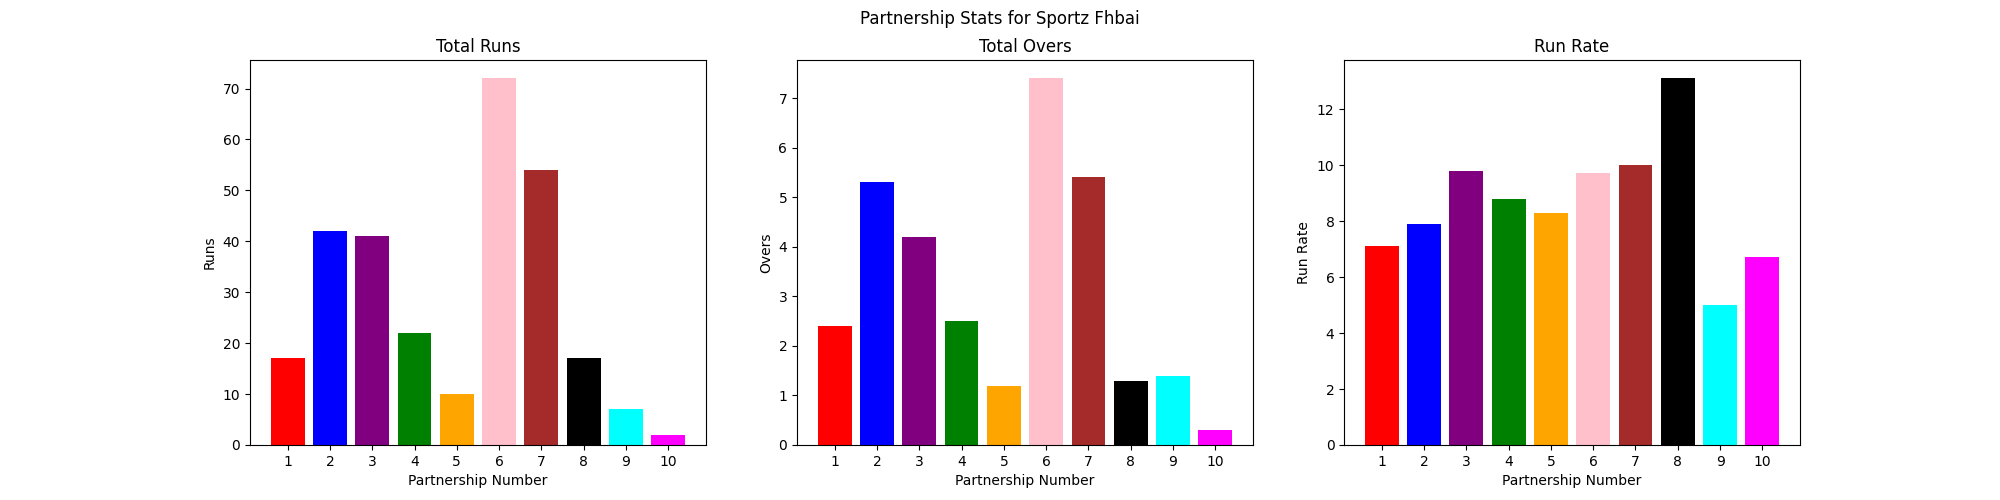 Partnership Stats for Sportz Fhbai
Total Runs
Runs
70
60
50
40
30
20
10
0
1 2 3 4 5 6 7 8 9 10
Partnership Number
Total Overs
Overs
7
6
5
4
3
2
1
0
1 2 3 4 5 6 7 8 9 10
Partnership Number
Run Rate
Run Rate
12
10
8
6
4
2
0
1 2 3 4 5 6 7 8 9 10
Partnership Number